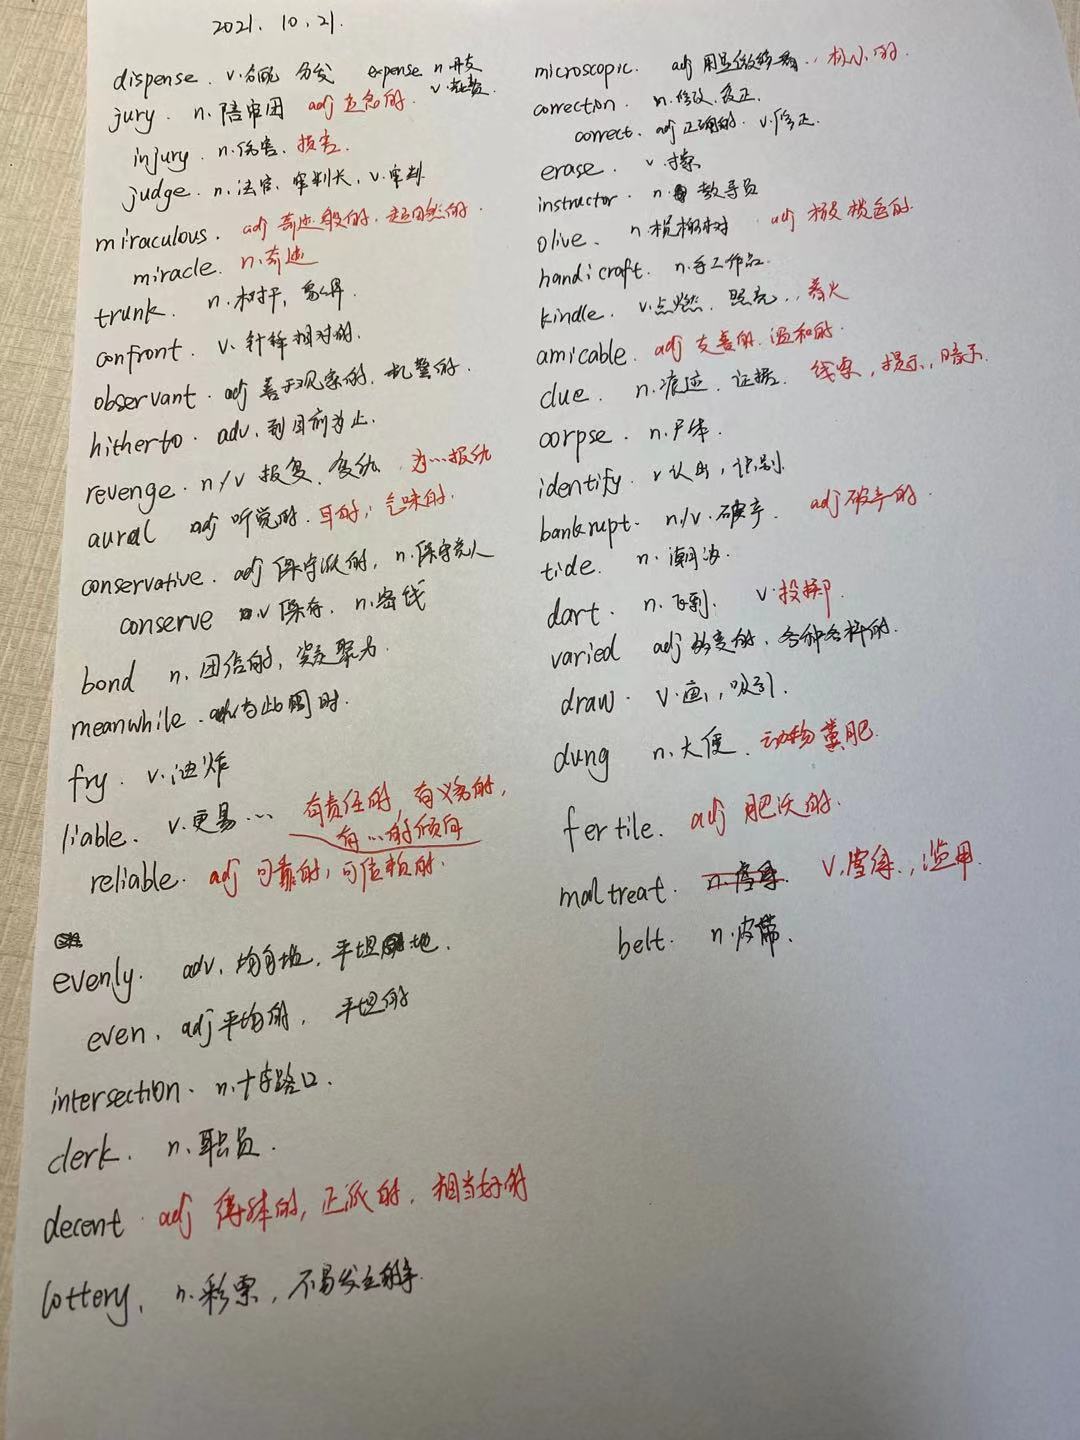 2021. 10. 21.
dispense. v. 分配 分发 expense n 开支
jury. n. 陪审团 adj 应急的.
injury. n. 伤害、损害.
judge. n. 法官、审判长, v. 审判.
miraculous. adj 奇迹般的. 超自然的.
miracle. n. 奇迹
trunk. n. 树干,
confront. v. 针锋相对的.
observant. adj 善于观察的. 机警的.
hitherto. adv. 到目前为止.
revenge. n/v 报复、复仇. 为…报仇
aural adj 听觉的. 耳的; 气味的.
conservative. adj 保守派的, n. 保守党人
conserve v 保存. n.
bond n. 团结的,
meanwhile. 与此同时.
fry. v. 油炸
liable. v. 更易… 有责任的, 有义务的,
有…的倾向
reliable. adj 可靠的, 可信赖的.
evenly. adv. 均匀地. 平坦地.
even. adj 平均的, 平坦的
intersection. n. 十字路口.
clerk. n. 职员.
decent. adj 得体的, 正派的, 相当好的
lottery. n. 彩票, 不易发生的事.
microscopic. adj 用显微镜, 极小的.
correction. n. 修改. 改正.
correct. adj 正确的. v. 修正.
erase. v. 擦
instructor. n 教导员
olive. n. 橄榄树 adj 橄榄色的.
handicraft. n. 手工作品.
kindle. v. 点燃. 照亮., 着火
amicable. adj 友善的. 温和的.
clue. n. 痕迹. 证据. 线索, 提示, 暗示.
corpse. n. 尸体.
identify. v 认出, 识别.
bankrupt. n/v. 破产. adj 破产的.
tide. n. 潮汐.
dart. n. 飞刺. v. 投掷.
varied adj 多变的. 各种各样的.
draw. v. 画, 吸引.
dung n. 大便. 动物粪肥.
fertile. adj 肥沃的.
maltreat. v. 虐待., 滥用.
belt. n. 皮带.